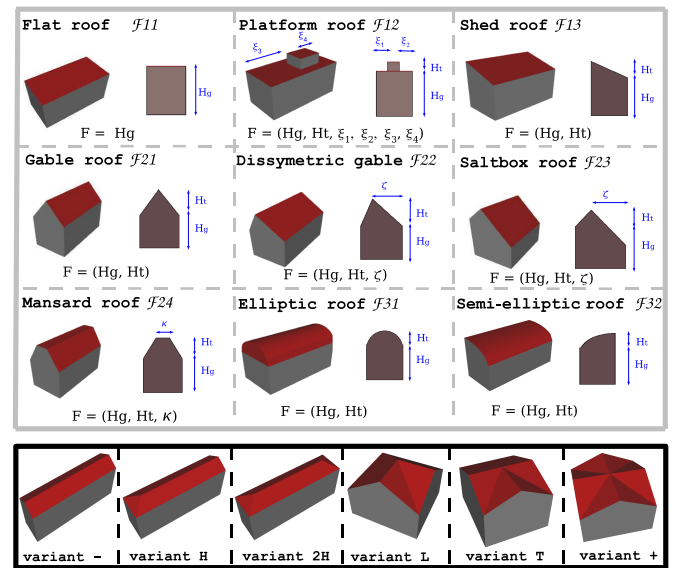 Flat roof F11
Hg
F = Hg
Platform roof F12
ξ3 ξ4 ξ1 ξ2
Ht
Hg
F = (Hg, Ht, ξ1, ξ2, ξ3, ξ4)
Shed roof F13
Ht
Hg
F = (Hg, Ht)
Gable roof F21
Ht
Hg
F = (Hg, Ht)
Dissymetric gable F22
ζ
Ht
Hg
F = (Hg, Ht, ζ)
Saltbox roof F23
ζ
Ht
Hg
F = (Hg, Ht, ζ)
Mansard roof F24
κ
Ht
Hg
F = (Hg, Ht, κ)
Elliptic roof F31
Ht
Hg
F = (Hg, Ht)
Semi-elliptic roof F32
Ht
Hg
F = (Hg, Ht)
variant -
variant H
variant 2H
variant L
variant T
variant +